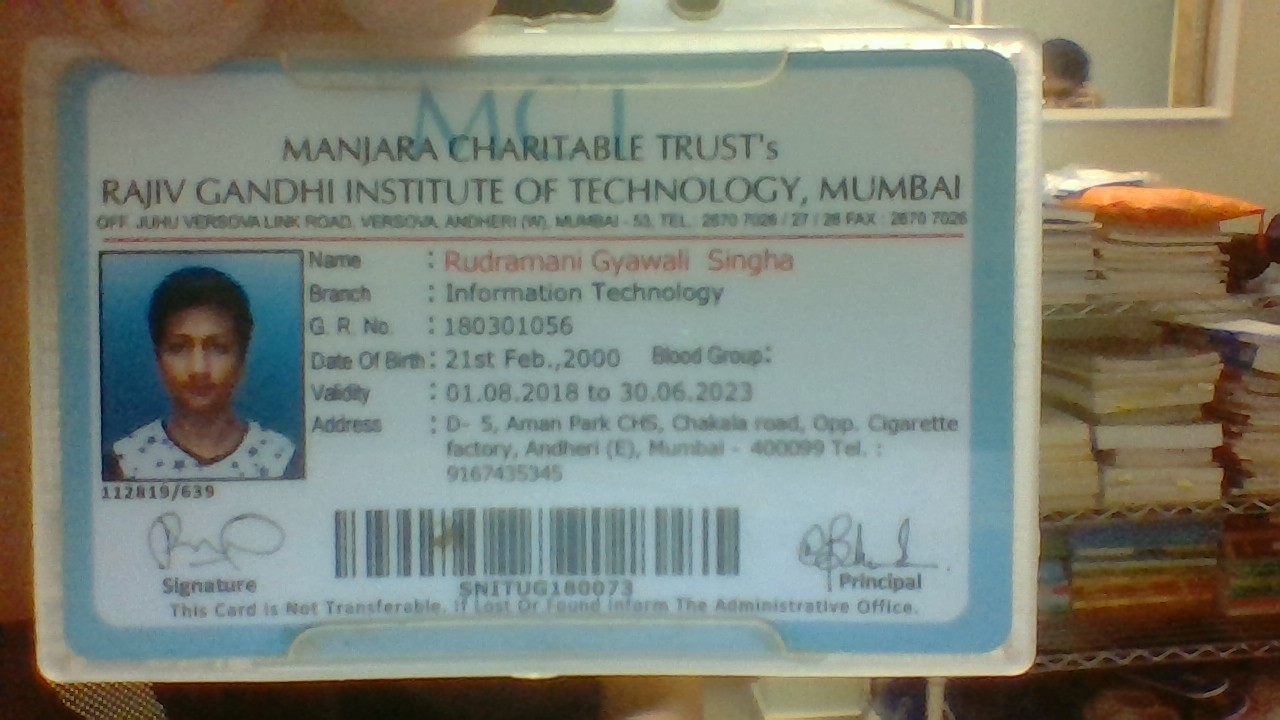 MCT
MANJARA CHARITABLE TRUST's
RAJIV GANDHI INSTITUTE OF TECHNOLOGY, MUMBAI
OFF. JUHU VERSOVA LINK ROAD, VERSOVA, ANDHERI (W), MUMBAI - 53, TEL.: 2670 7026 / 27 / 28 FAX : 2670 7026
Name : Rudramani Gyawali Singha
Branch : Information Technology
G. R. No. : 180301056
Date Of Birth : 21st Feb.,2000 Blood Group:
Validity : 01.08.2018 to 30.06.2023
Address : D- 5, Aman Park CHS, Chakala road, Opp. Cigarette
factory, Andheri (E), Mumbai - 400099 Tel. :
9167435345
112819/639
Signature
SNITUG180073
Principal
This Card is Not Transferable. If Lost Or Found Inform The Administrative Office.